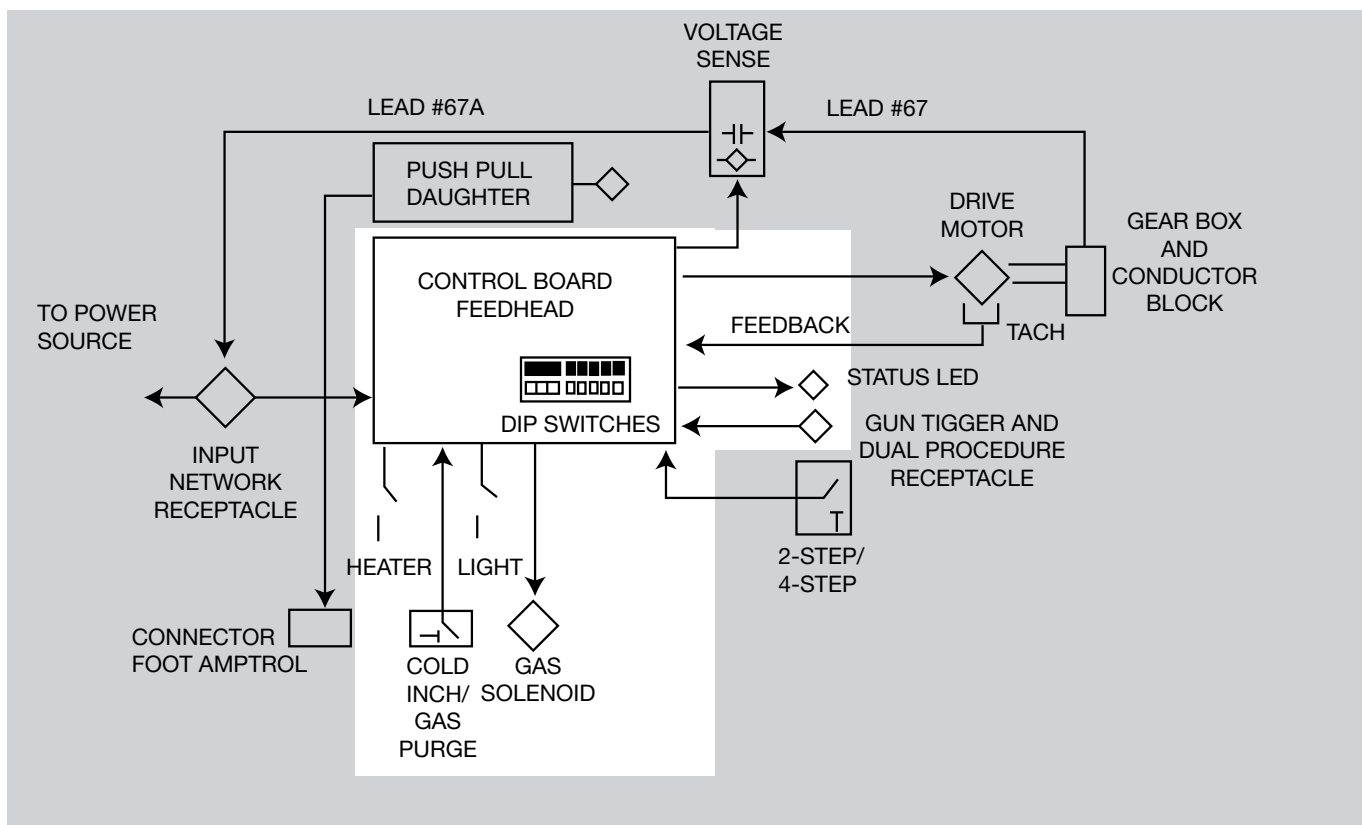 VOLTAGE
SENSE
LEAD #67A
LEAD #67
PUSH PULL
DAUGHTER
DRIVE
MOTOR
GEAR BOX
AND
CONDUCTOR
BLOCK
CONTROL BOARD
FEEDHEAD
TO POWER
SOURCE
FEEDBACK
TACH
STATUS LED
DIP SWITCHES
GUN TIGGER AND
DUAL PROCEDURE
RECEPTACLE
INPUT
NETWORK
RECEPTACLE
2-STEP/
4-STEP
HEATER
LIGHT
CONNECTOR
FOOT AMPTROL
COLD
INCH/
GAS
PURGE
GAS
SOLENOID